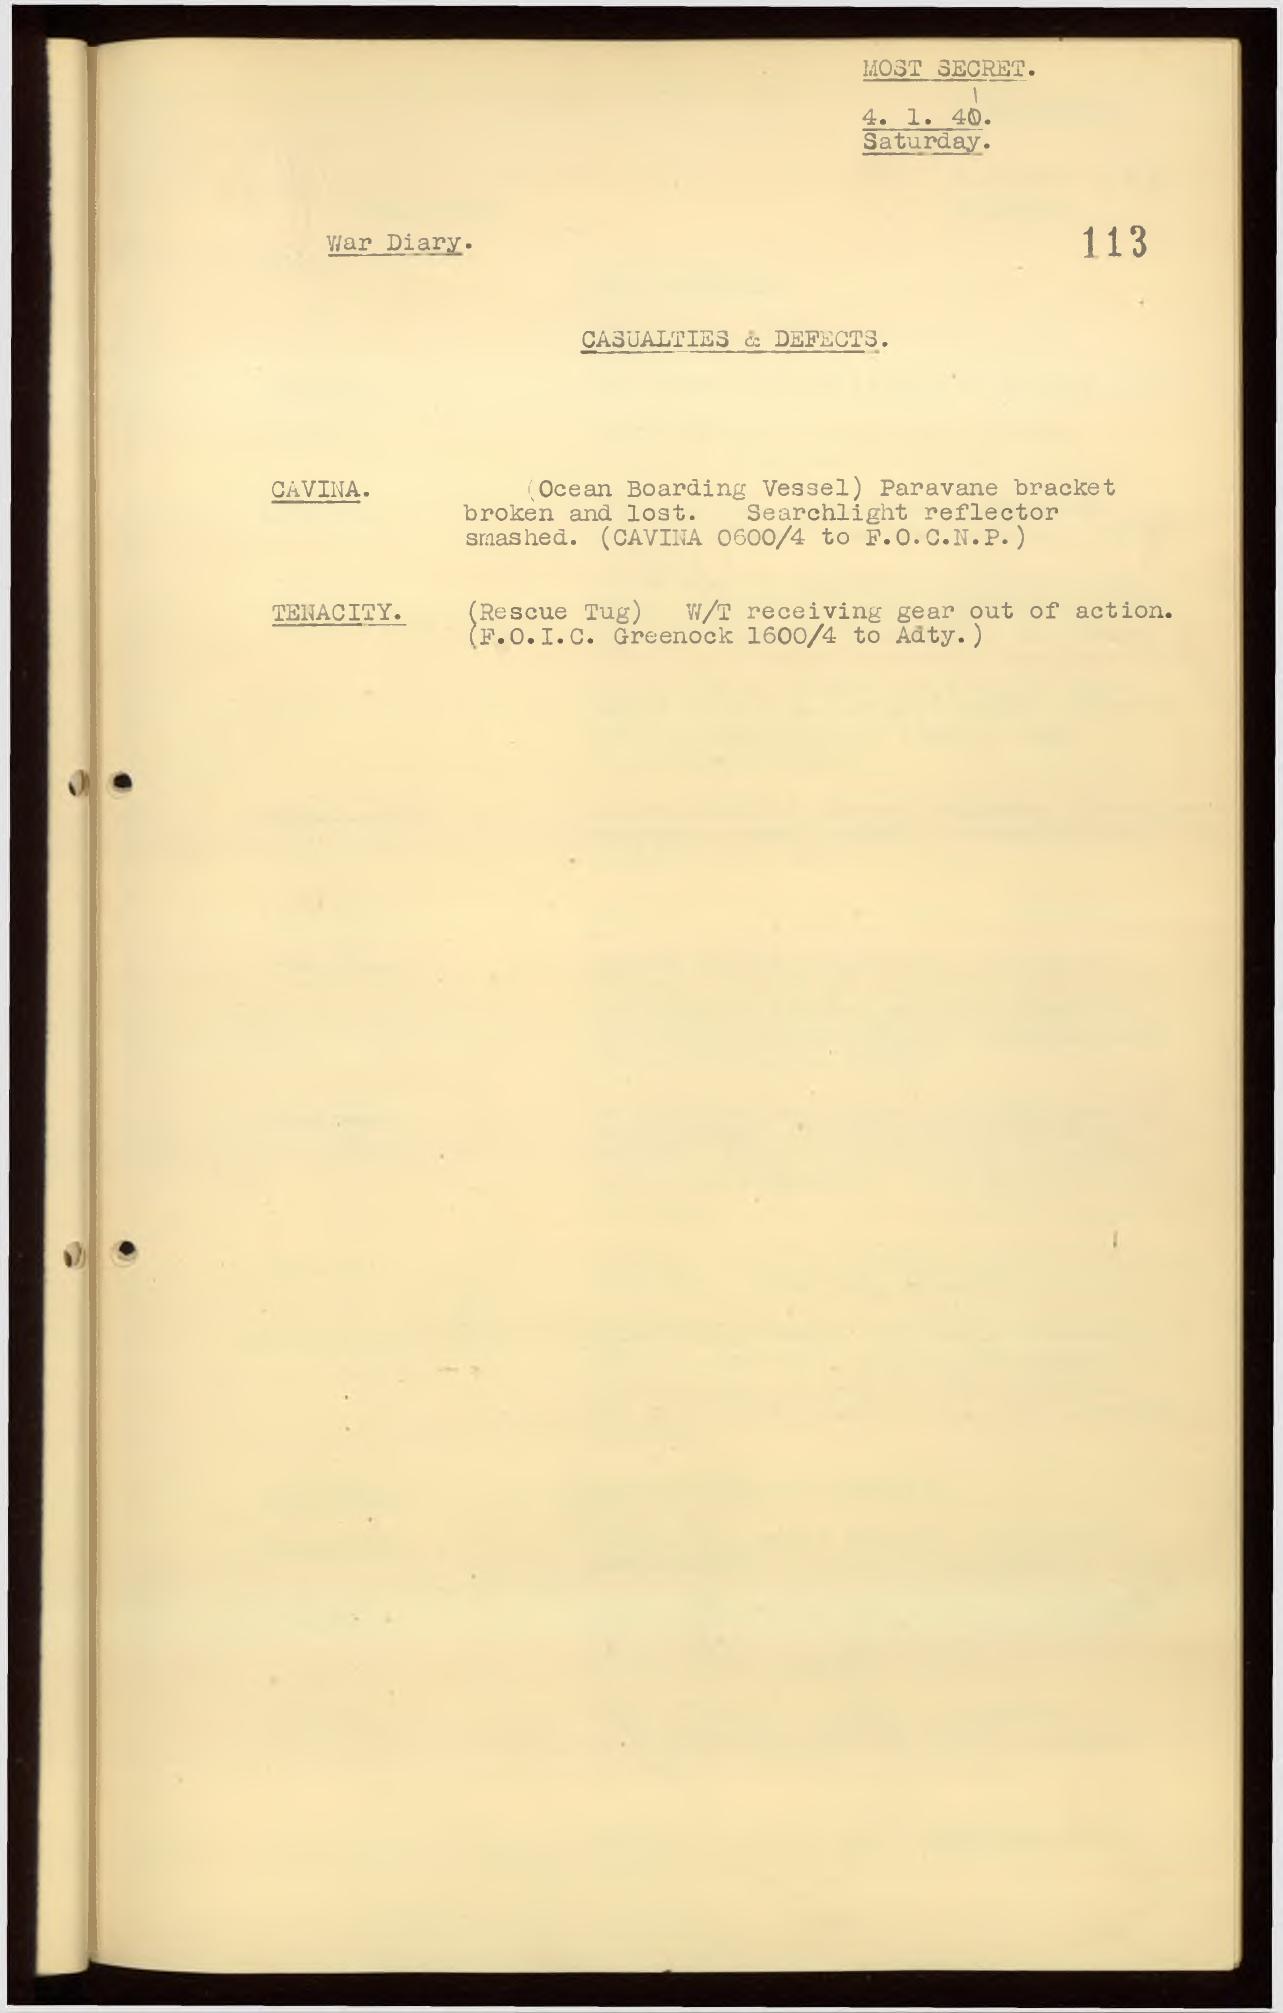 MOST SECRET.
4. 1. 41.
Saturday.
War Diary.
113
CASUALTIES & DEFECTS.
CAVINA. (Ocean Boarding Vessel) Paravane bracket
broken and lost. Searchlight reflector
smashed. (CAVINA 0600/4 to F.O.C.N.P.)
TENACITY. (Rescue Tug) W/T receiving gear out of action.
(F.O.I.C. Greenock 1600/4 to Adty.)